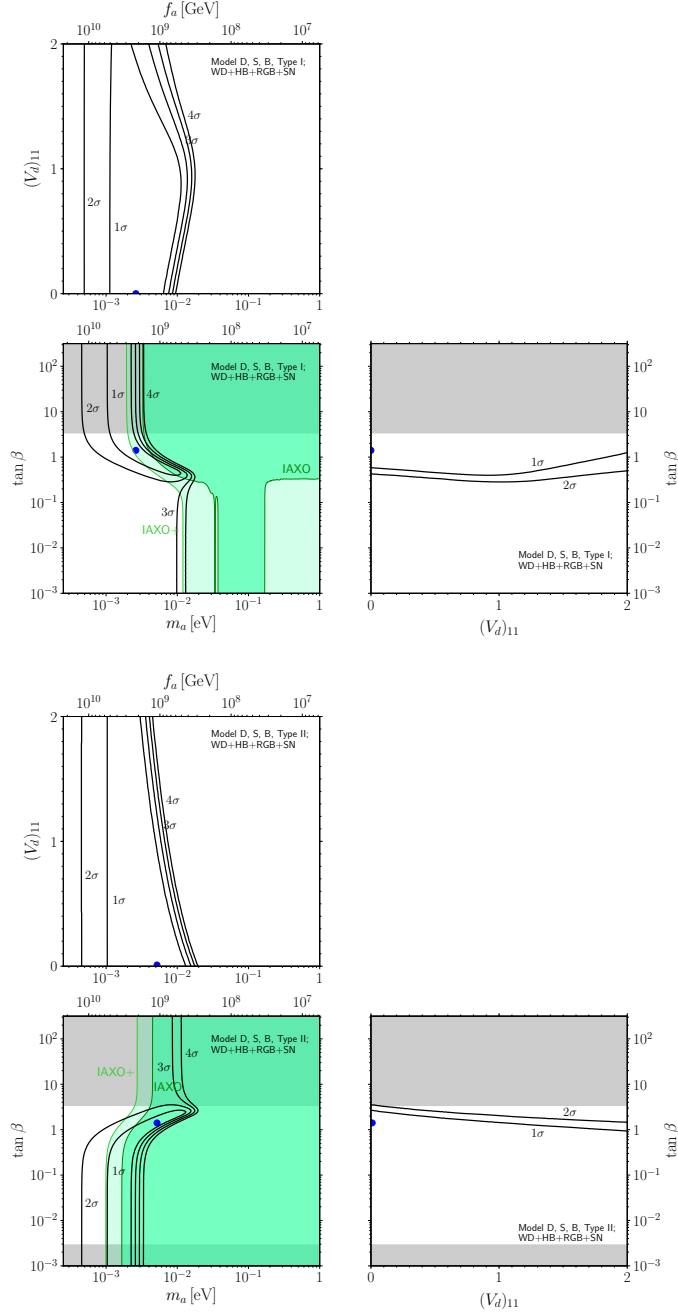 f_a [GeV]
10^10 10^9 10^8 10^7
Model D, S, B, Type I;
WD+HB+RGB+SN
(V_d)_11
2
1
0
4σ
3σ
2σ
1σ
10^−3 10^−2 10^−1 1
10^10 10^9 10^8 10^7
Model D, S, B, Type I;
WD+HB+RGB+SN
tan β
10^2
10
1
10^−1
10^−2
10^−3
1σ
4σ
2σ
IAXO
3σ
IAXO+
10^−3 10^−2 10^−1 1
m_a [eV]
1σ
2σ
Model D, S, B, Type I;
WD+HB+RGB+SN
10^2
10
1
10^−1
10^−2
10^−3
tan β
0 1 2
(V_d)_11
f_a [GeV]
10^10 10^9 10^8 10^7
Model D, S, B, Type II;
WD+HB+RGB+SN
(V_d)_11
2
1
0
4σ
3σ
2σ
1σ
10^−3 10^−2 10^−1 1
10^10 10^9 10^8 10^7
Model D, S, B, Type II;
WD+HB+RGB+SN
tan β
10^2
10
1
10^−1
10^−2
10^−3
4σ
3σ
IAXO+
IAXO
1σ
2σ
10^−3 10^−2 10^−1 1
m_a [eV]
2σ
1σ
Model D, S, B, Type II;
WD+HB+RGB+SN
10^2
10
1
10^−1
10^−2
10^−3
tan β
0 1 2
(V_d)_11